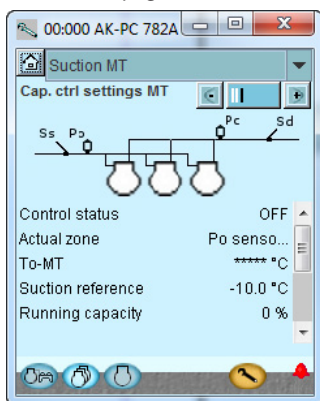 00:000 AK-PC 782A
Suction MT
Cap. ctrl settings MT
Pc Sd
Ss Po
Control status OFF
Actual zone Po senso...
To-MT ***** °C
Suction reference -10.0 °C
Running capacity 0 %